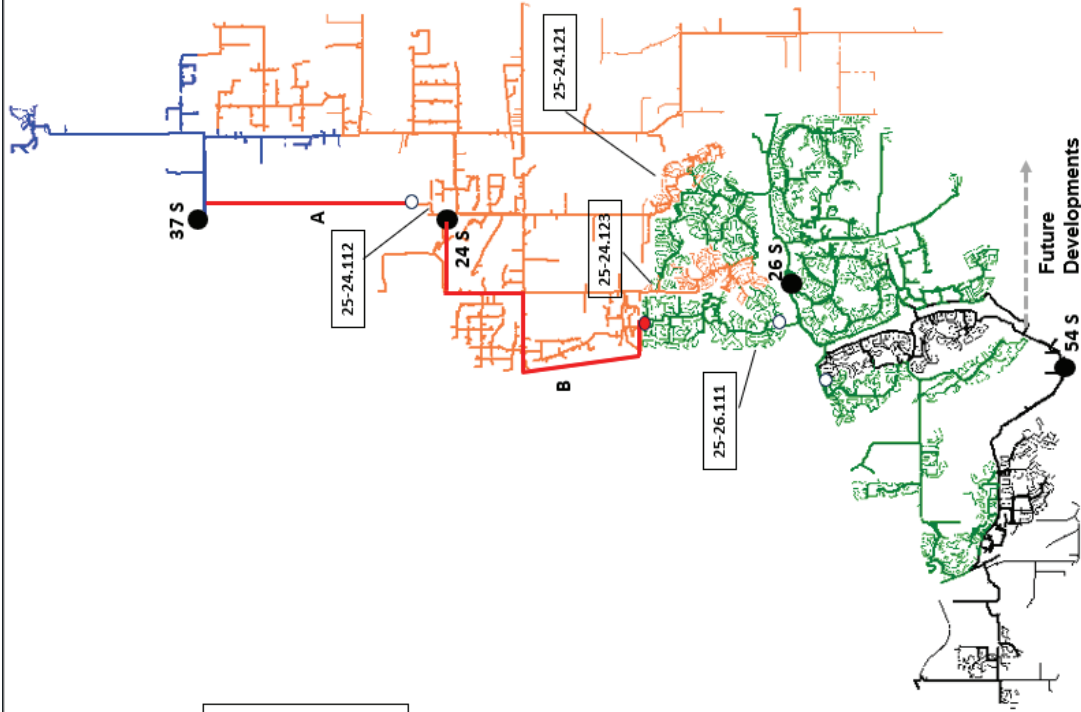 37 S
A
25-24.112
24 S
25-24.121
25-24.123
B
26 S
25-26.111
54 S
Future
Developments